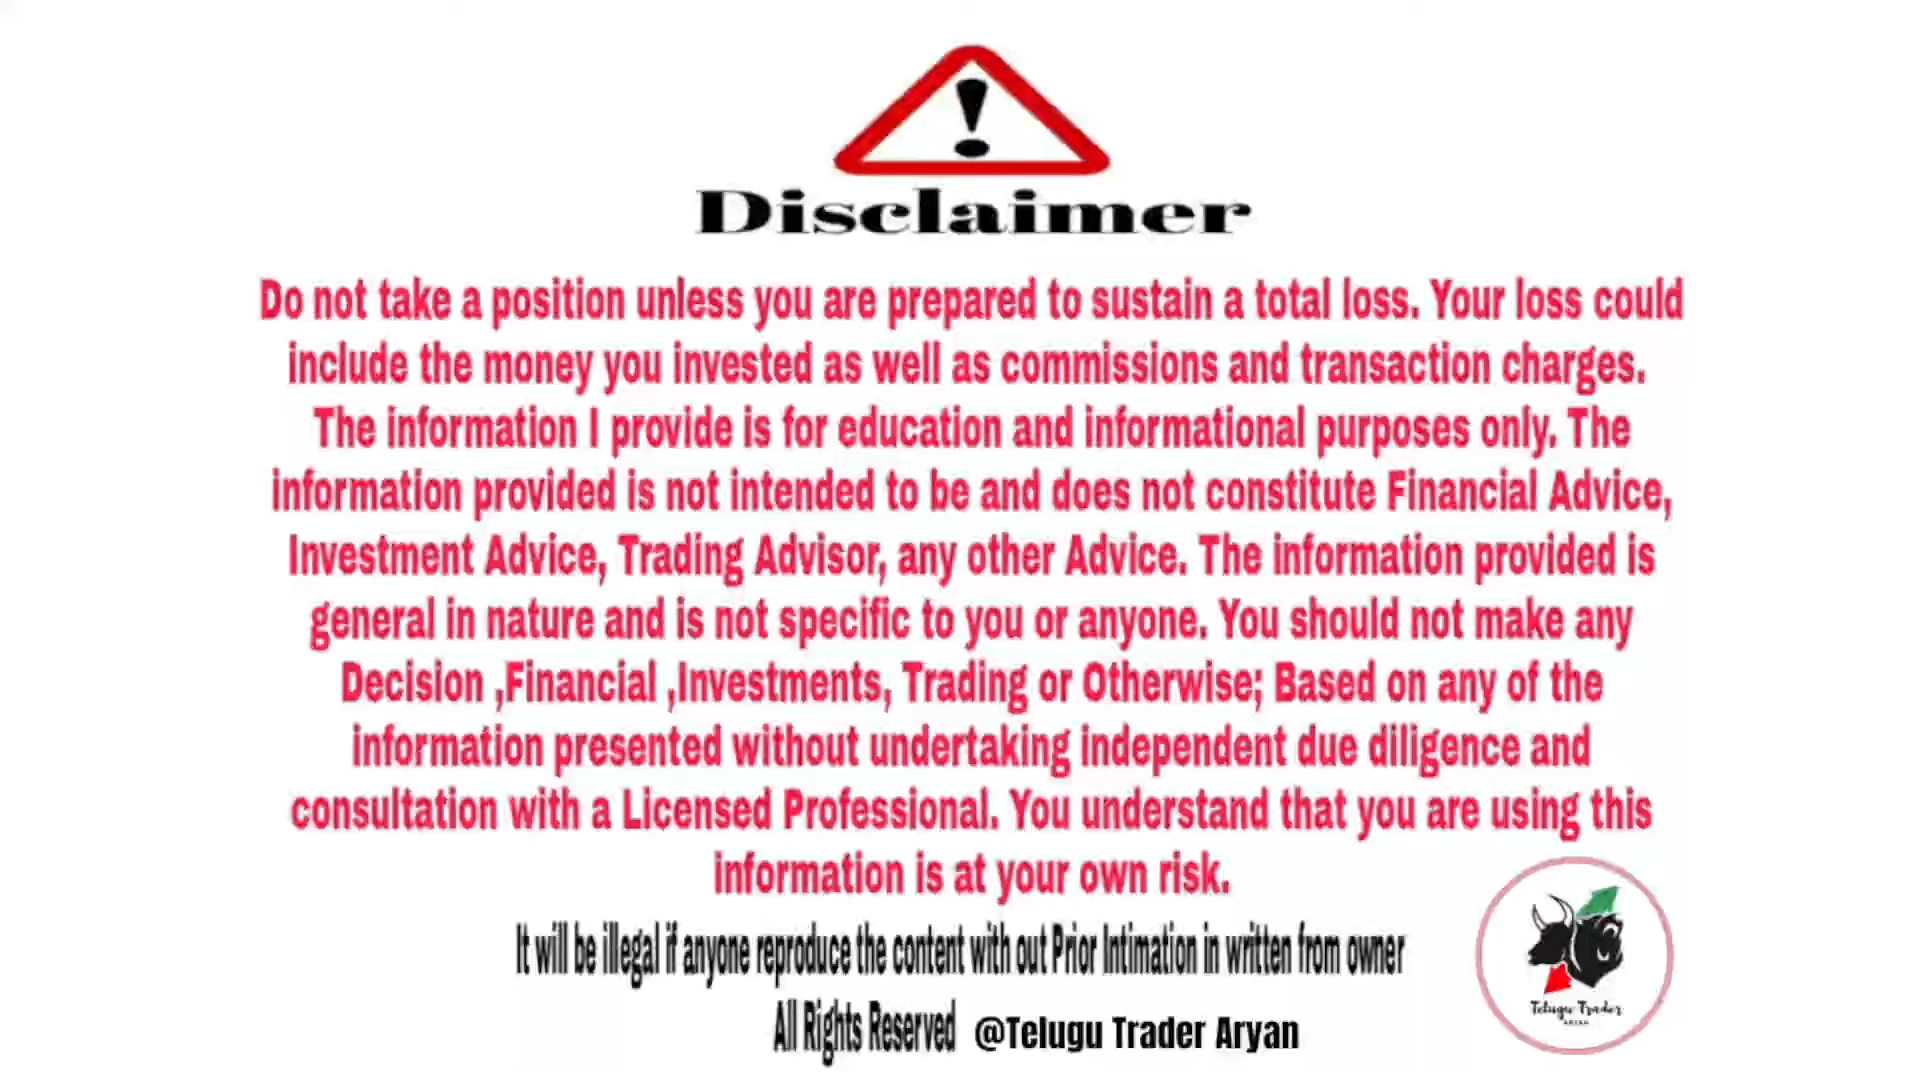 Disclaimer
Do not take a position unless you are prepared to sustain a total loss. Your loss could
include the money you invested as well as commissions and transaction charges.
The information I provide is for education and informational purposes only. The
information provided is not intended to be and does not constitute Financial Advice,
Investment Advice, Trading Advisor, any other Advice. The information provided is
general in nature and is not specific to you or anyone. You should not make any
Decision ,Financial ,Investments, Trading or Otherwise; Based on any of the
information presented without undertaking independent due diligence and
consultation with a Licensed Professional. You understand that you are using this
information is at your own risk.
It will be illegal if anyone reproduce the content with out Prior Intimation in written from owner
All Rights Reserved @Telugu Trader Aryan
Telugu Trader
ARYAN